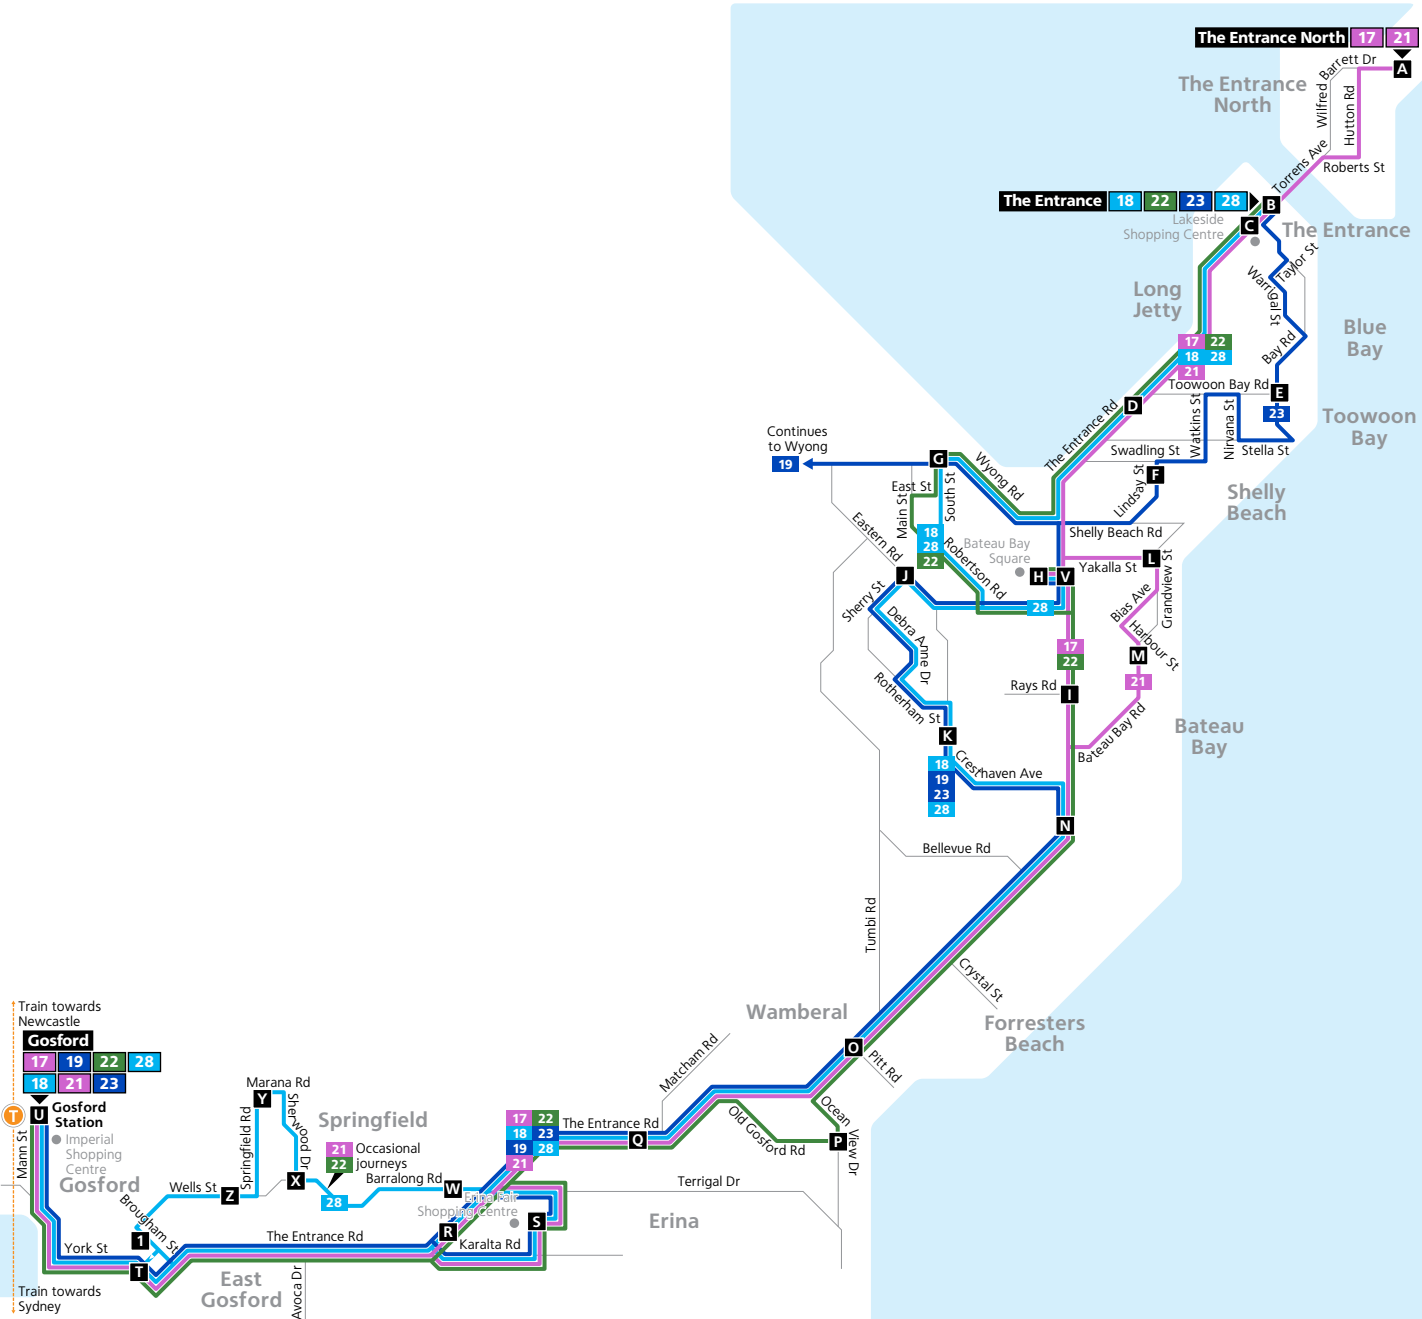 The Entrance North 17 21
A
Barrett Dr
The Entrance
North
Wilfred
Hutton Rd
Torrens Ave
Roberts St
The Entrance 18 22 23 28
B
Lakeside
Shopping Centre
C
The Entrance
Taylor St
Warrigal St
Long
Jetty
Blue
Bay
17 22
18 28
21
Bay Rd
Toowoon Bay Rd
E
D
23
Toowoon
Bay
Watkins St
Nirvana St
The Entrance Rd
Continues
to Wyong
19
G
Wyong Rd
Swadling St
Stella St
F
Lindsay St
Shelly
Beach
East St
Main St
South St
Eastern Rd
18
28
22
Robertson Rd
Bateau Bay
Square
Shelly Beach Rd
Yakalla St
L
Grandview St
H
V
J
28
Sherry St
Debra Anne Dr
Bias Ave
Harbour St
M
17
22
21
Rays Rd
I
Rotherham St
K
Bateau Bay Rd
Bateau
Bay
Cresthaven Ave
18
19
23
28
N
Bellevue Rd
Tumbi Rd
Crystal St
Wamberal
Forresters
Beach
O
Pitt Rd
Train towards
Newcastle
Gosford
17 19 22 28
18 21 23
T
U
Gosford
Station
Imperial
Shopping
Centre
Mann St
Gosford
Marana Rd
Y
Sherwood Dr
Springfield Rd
Springfield
21
22
Occasional
journeys
Matcham Rd
17 22
18 23
19 28
21
The Entrance Rd
Q
Old Gosford Rd
Ocean View Dr
P
Wells St
Z
X
28
Barralong Rd
W
Erina Fair
Shopping Centre
Terrigal Dr
Erina
S
R
Karalta Rd
Brougham St
1
York St
T
The Entrance Rd
East
Gosford
Avoca Dr
Train towards
Sydney